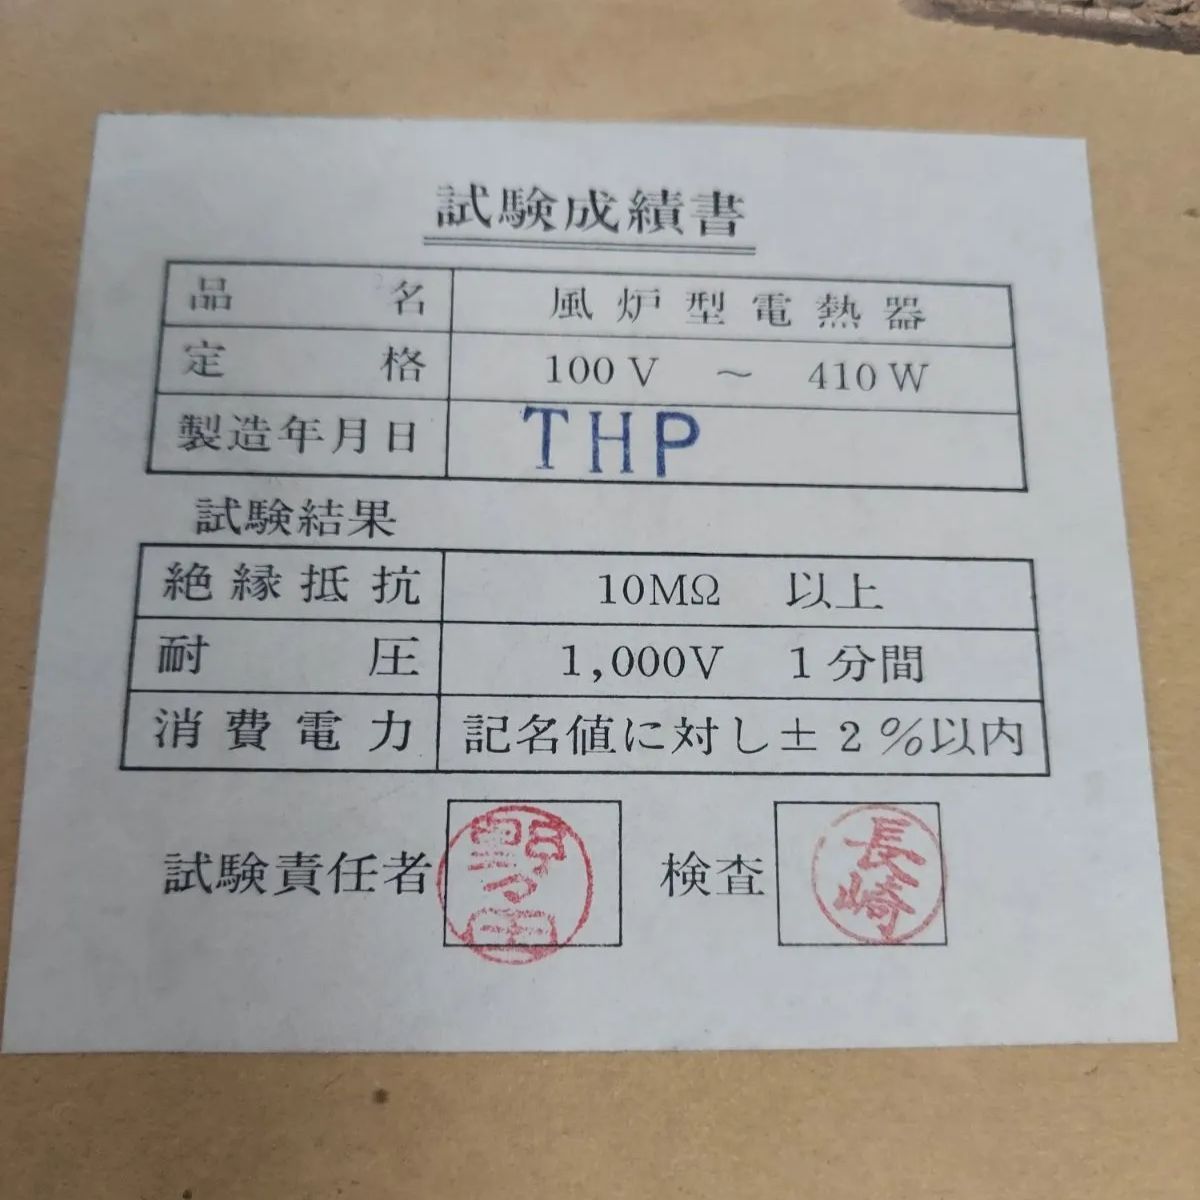 試験成績書
品名 風炉型電熱器
定格 100V ～ 410W
製造年月日 THP
試験結果
絶縁抵抗 10MΩ 以上
耐圧 1,000V 1分間
消費電力 記名値に対し±2%以内
試験責任者 野々田 検査 長崎